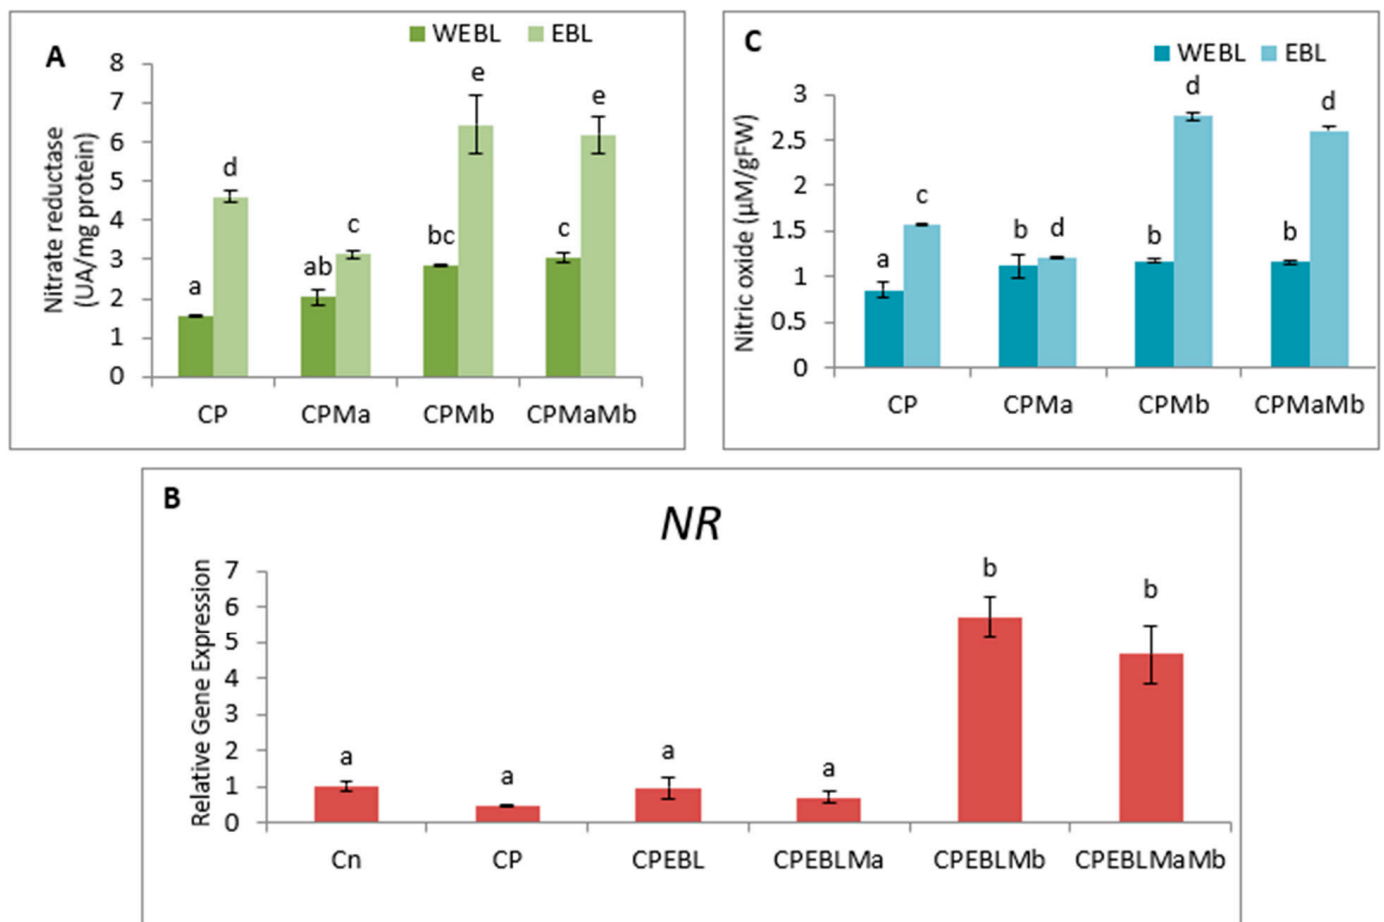 A
WEBL EBL
Nitrate reductase
(UA/mg protein)
8
7
6
5
4
3
2
1
0
a d ab c bc e c e
CP CPMa CPMb CPMaMb
C
WEBL EBL
Nitric oxide (µM/gFW)
3
2.5
2
1.5
1
0.5
0
a c b d b d b d
CP CPMa CPMb CPMaMb
B
NR
Relative Gene Expression
7
6
5
4
3
2
1
0
a a a a b b
Cn CP CPEBL CPEBLMa CPEBLMb CPEBLMaMb